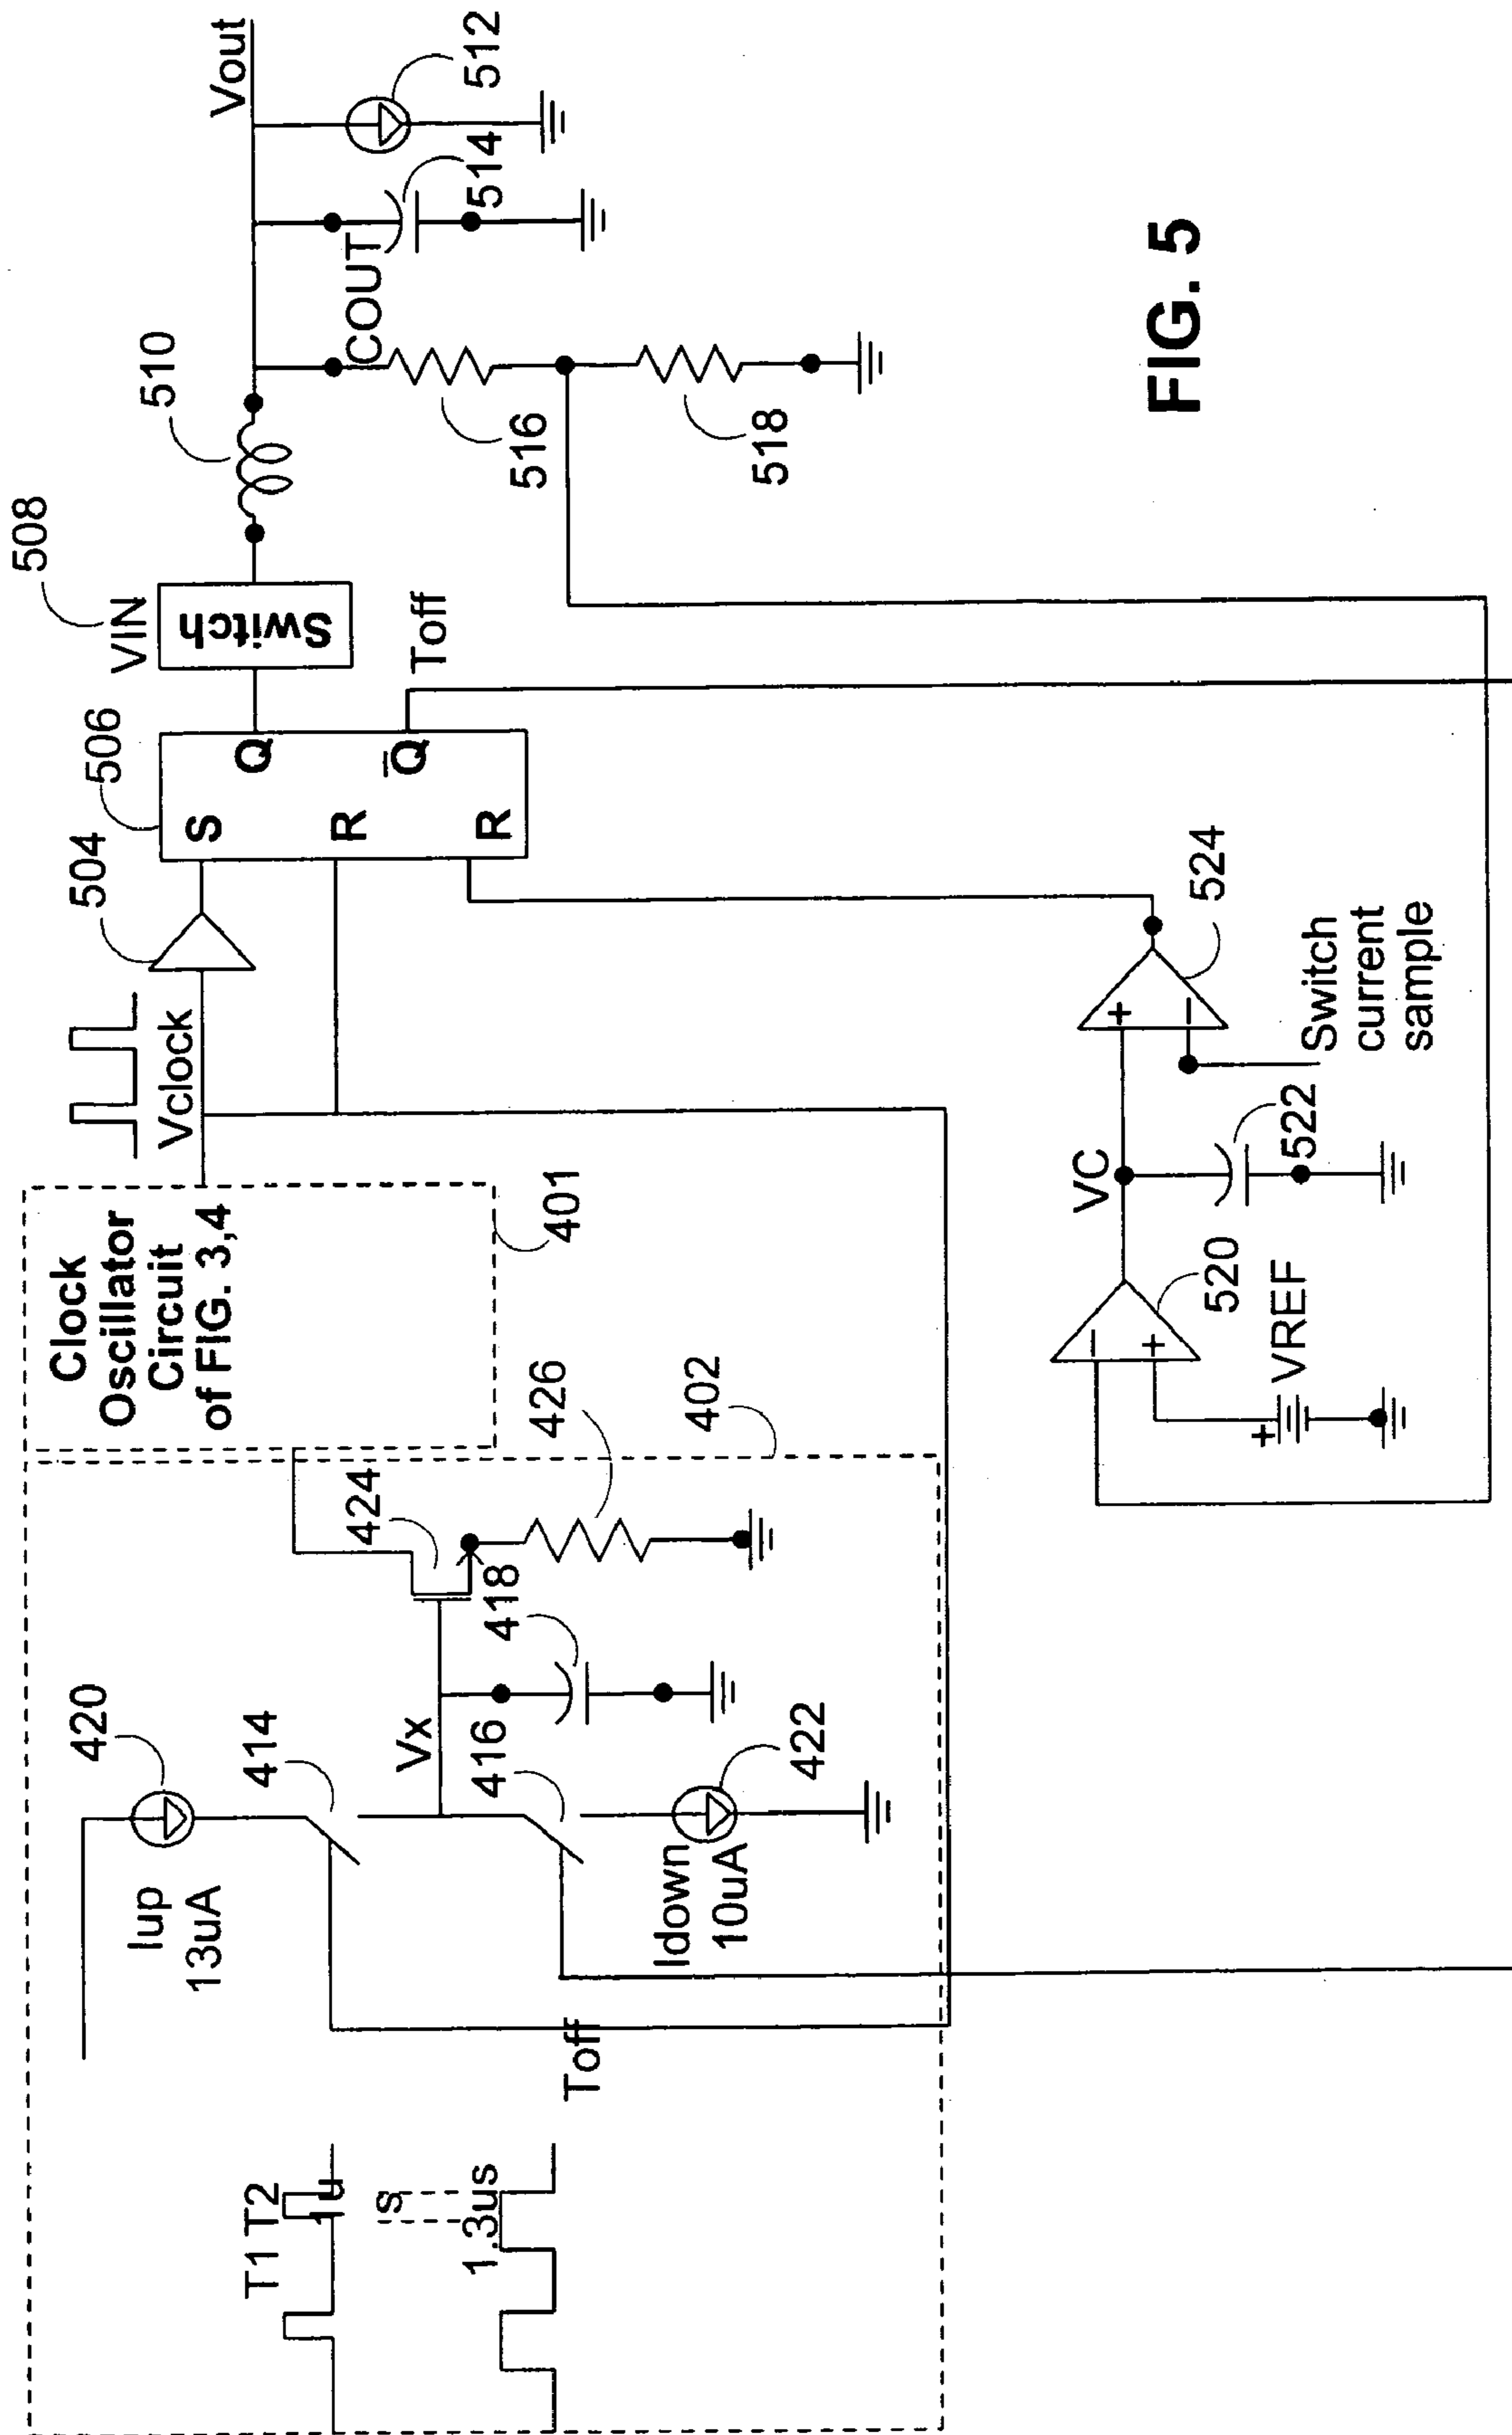 508
VIN
Switch
510
Vout
512
514
COUT
516
518
506
504
S
Q
R
Q
R
Toff
Vclock
Clock
Oscillator
Circuit
of FIG. 3,4
401
402
420
Iup
13uA
414
Vx
416
418
424
426
Idown
10uA
422
Toff
T1 T2
1u
s
1.3us
VC
+
−
524
Switch
current
sample
522
−
+
520
VREF
+
FIG. 5